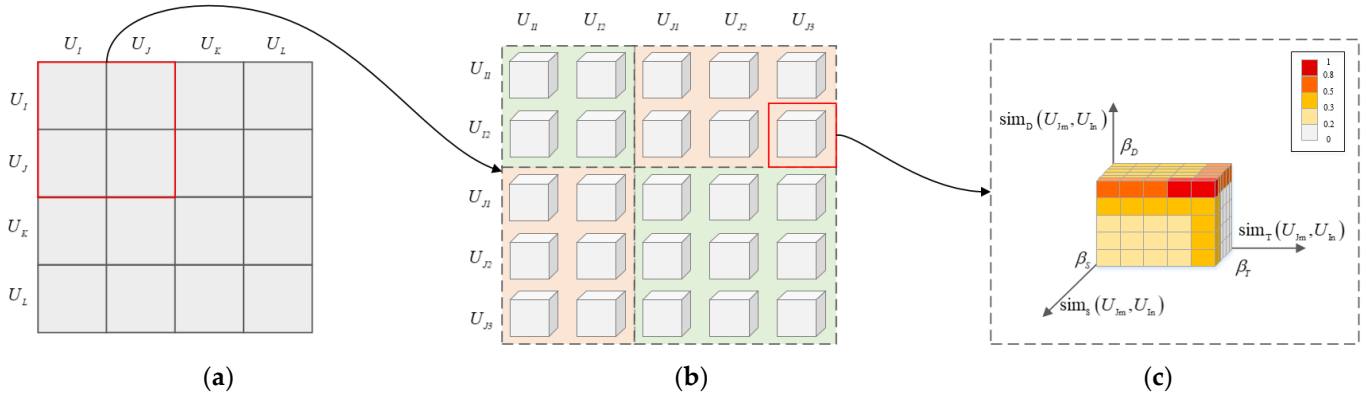 U_I U_J U_K U_L
U_I
U_J
U_K
U_L
(a)
U_I1 U_I2 U_J1 U_J2 U_J3
U_I1
U_I2
U_J1
U_J2
U_J3
(b)
1
0.8
0.5
0.3
0.2
0
sim_D(U_Jm, U_In)
β_D
sim_T(U_Jm, U_In)
β_S
β_T
sim_S(U_Jm, U_In)
(c)